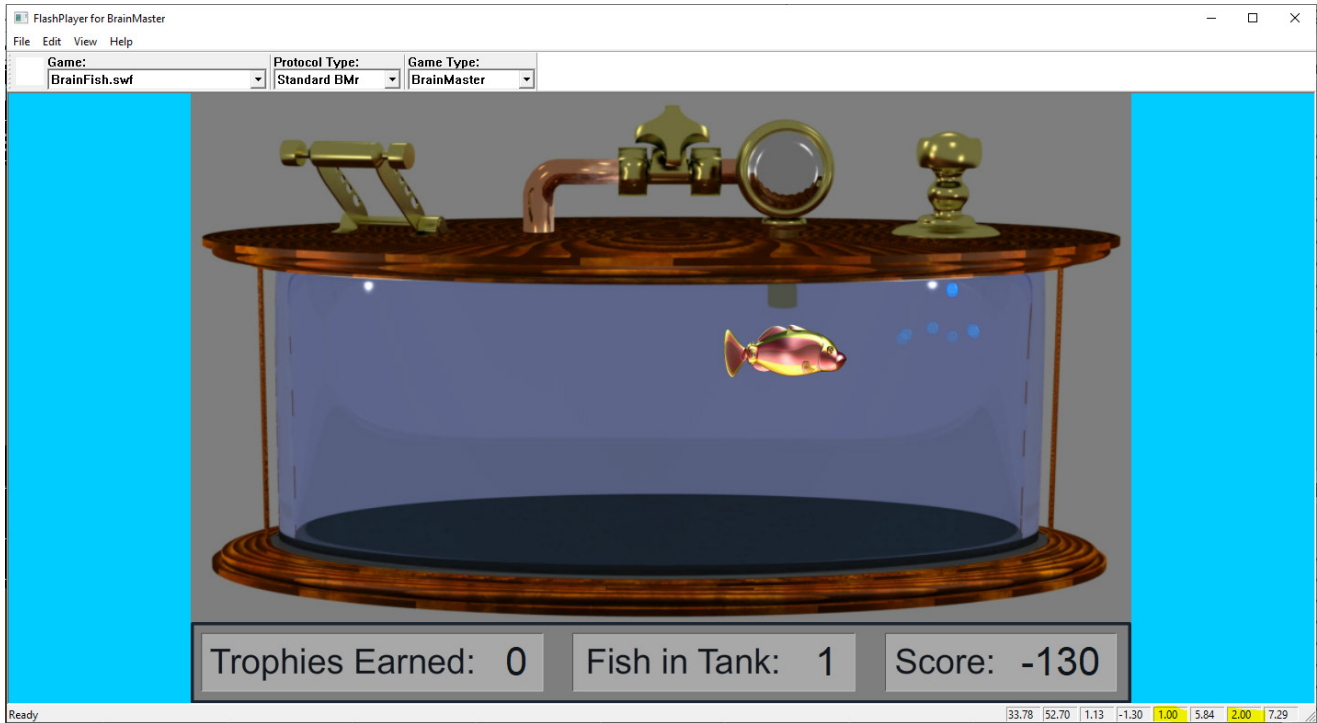 FlashPlayer for BrainMaster
File Edit View Help
Game: Protocol Type: Game Type:
BrainFish.swf Standard BMr BrainMaster
Trophies Earned: 0 Fish in Tank: 1 Score: -130
Ready 33.78 52.70 1.13 -1.30 1.00 5.84 2.00 7.29